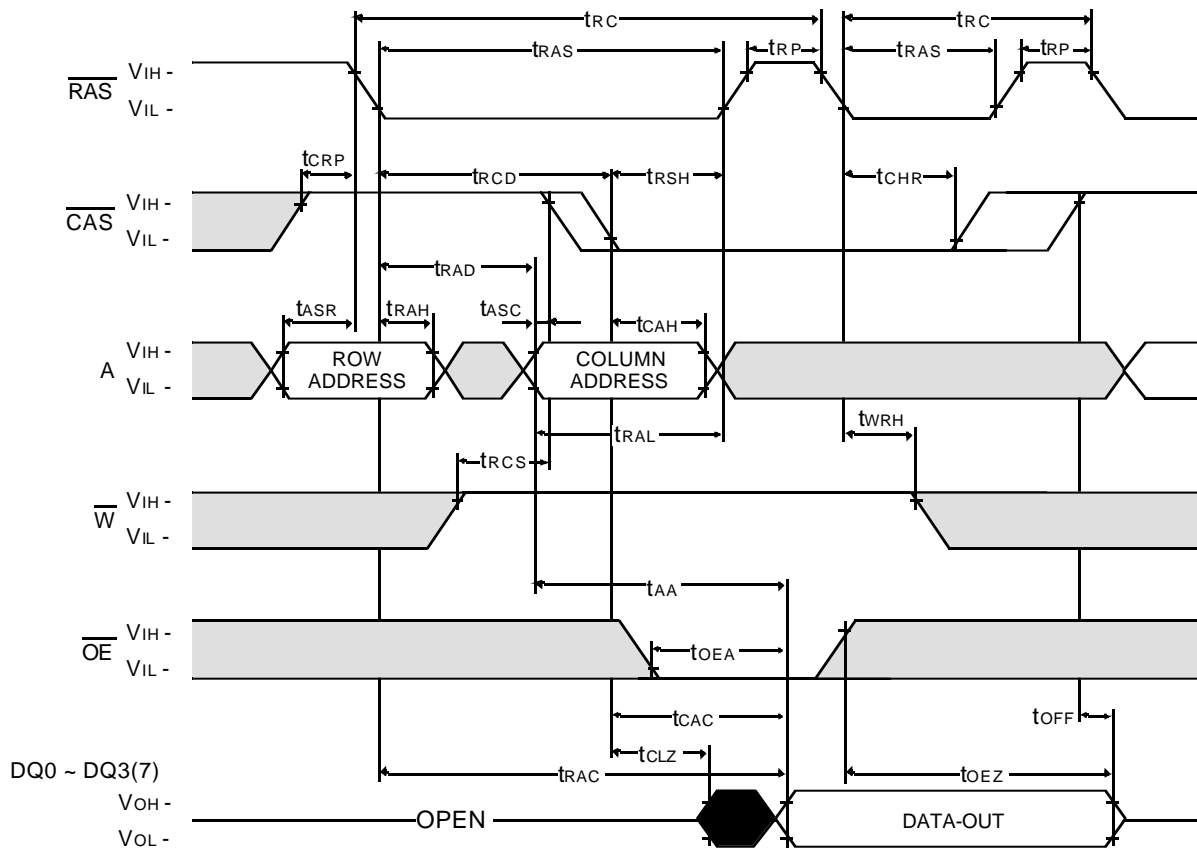 tRC tRC
tRAS tRP tRAS tRP
RAS VIH -
VIL -
tCRP tRCD tRSH tCHR
CAS VIH -
VIL -
tRAD
tASR tRAH tASC tCAH
A VIH -
VIL -
ROW
ADDRESS
COLUMN
ADDRESS
tRAL tWRH
tRCS
W VIH -
VIL -
tAA
OE VIH -
VIL -
tOEA
tCAC tOFF
tCLZ
DQ0 ~ DQ3(7) tRAC tOEZ
VOH -
VOL -
OPEN DATA-OUT